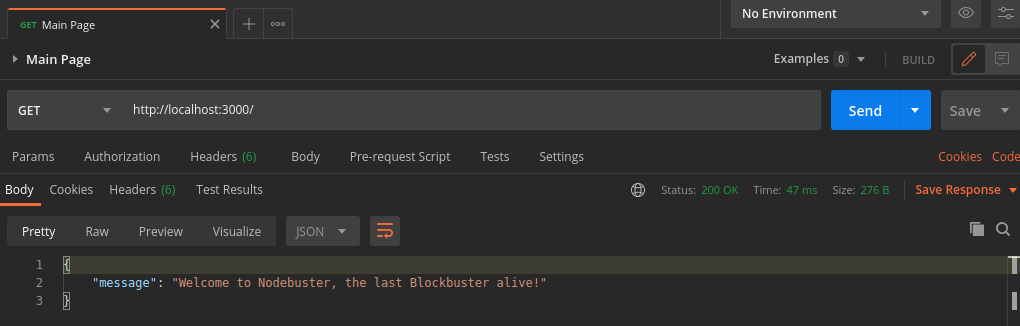 GET Main Page
No Environment
Main Page
Examples 0
BUILD
GET http://localhost:3000/
Send
Save
Params Authorization Headers (6) Body Pre-request Script Tests Settings Cookies Code
Body Cookies Headers (6) Test Results Status: 200 OK Time: 47 ms Size: 276 B Save Response
Pretty Raw Preview Visualize JSON
1 {
2 "message": "Welcome to Nodebuster, the last Blockbuster alive!"
3 }